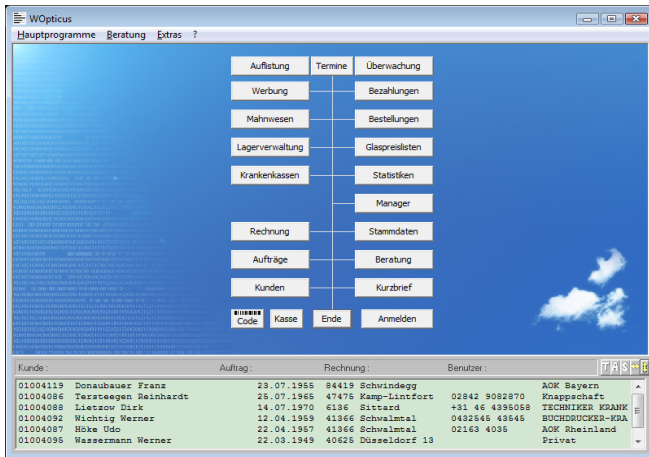 WOpticus
Hauptprogramme Beratung Extras ?
Auflistung Termine Überwachung
Werbung Bezahlungen
Mahnwesen Bestellungen
Lagerverwaltung Glaspreislisten
Krankenkassen Statistiken
Manager
Rechnung Stammdaten
Aufträge Beratung
Kunden Kurzbrief
Code Kasse Ende Anmelden
Kunde : Auftrag : Rechnung : Benutzer : T A S
01004119 Donaubauer Franz 23.07.1955 84419 Schwindegg AOK Bayern
01004086 Tersteegen Reinhardt 25.07.1965 47475 Kamp-Lintfort 02842 9082870 Knappschaft
01004088 Lietzow Dirk 14.07.1970 6136 Sittard +31 46 4395058 TECHNIKER KRANK
01004092 Wichtig Werner 12.04.1959 41366 Schwalmtal 0432545 43545 BUCHDRUCKER-KRA
01004087 Höke Udo 22.04.1957 41366 Schwalmtal 02163 4035 AOK Rheinland
01004095 Wassermann Werner 22.03.1949 40625 Düsseldorf 13 Privat